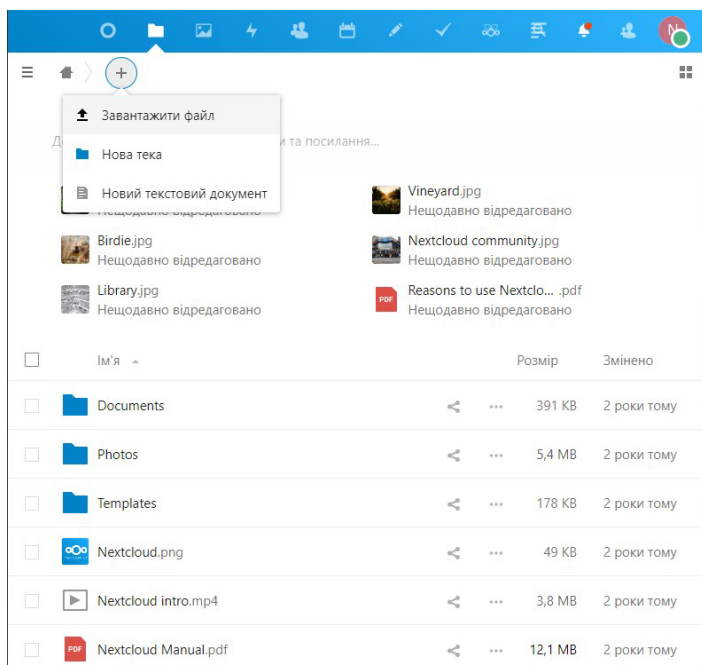 N
Завантажити файл
Нова тека
Новий текстовий документ
та посилання...
Нещодавно відредаговано
Vineyard.jpg
Нещодавно відредаговано
Birdie.jpg
Нещодавно відредаговано
Nextcloud community.jpg
Нещодавно відредаговано
Library.jpg
Нещодавно відредаговано
PDF
Reasons to use Nextclo... .pdf
Нещодавно відредаговано
Ім'я Розмір Змінено
Documents 391 KB 2 роки тому
Photos 5,4 MB 2 роки тому
Templates 178 KB 2 роки тому
Nextcloud.png 49 KB 2 роки тому
Nextcloud intro.mp4 3,8 MB 2 роки тому
PDF Nextcloud Manual.pdf 12,1 MB 2 роки тому